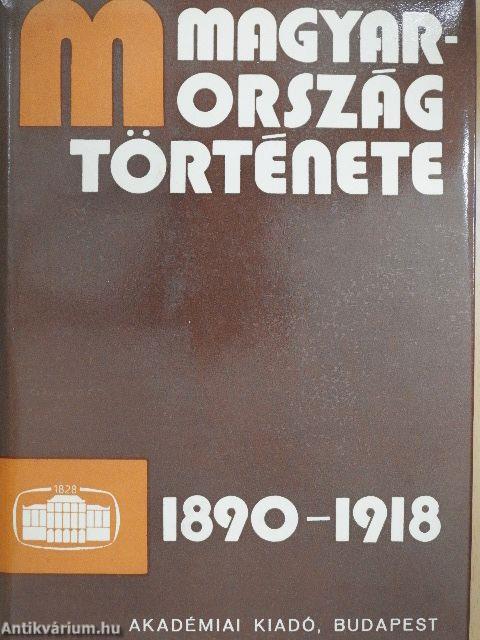 M
MAGYAR-
ORSZÁG
TÖRTÉNETE
1828
1890-1918
AKADÉMIAI KIADÓ, BUDAPEST
Antikvárium.hu